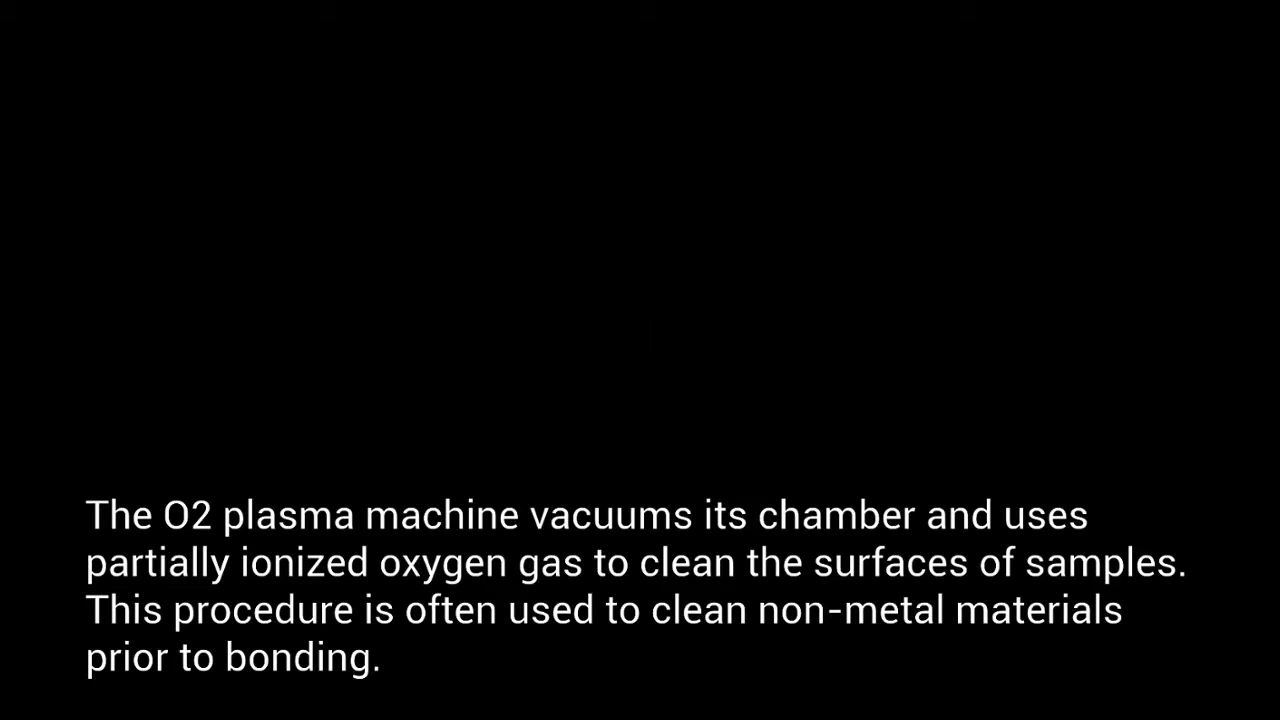 The O2 plasma machine vacuums its chamber and uses
partially ionized oxygen gas to clean the surfaces of samples.
This procedure is often used to clean non-metal materials
prior to bonding.